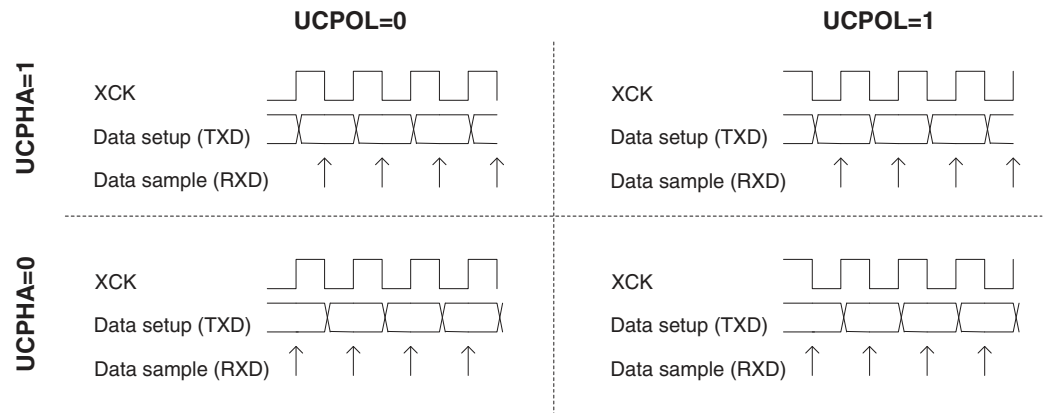 UCPOL=0 UCPOL=1
UCPHA=1
XCK
Data setup (TXD)
Data sample (RXD)
XCK
Data setup (TXD)
Data sample (RXD)
UCPHA=0
XCK
Data setup (TXD)
Data sample (RXD)
XCK
Data setup (TXD)
Data sample (RXD)